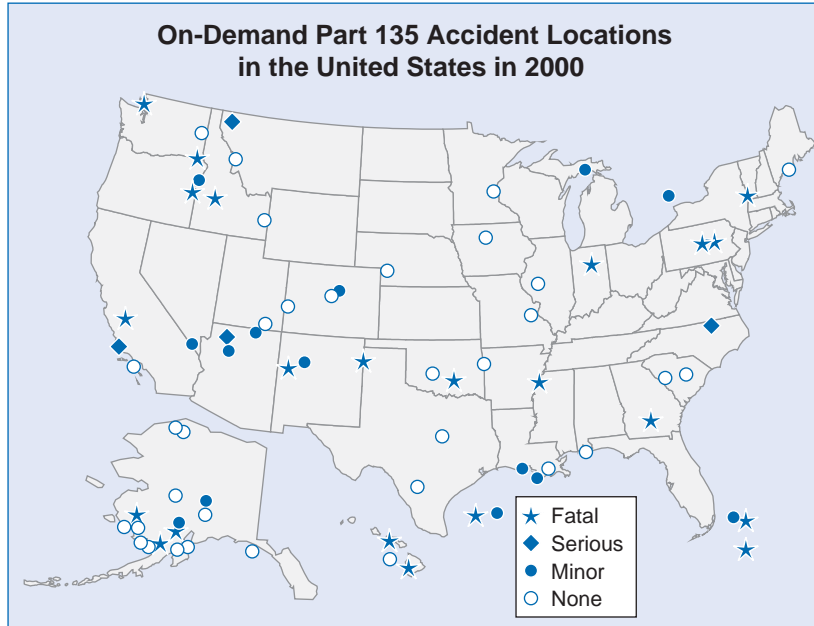 On-Demand Part 135 Accident Locations
in the United States in 2000
Fatal
Serious
Minor
None